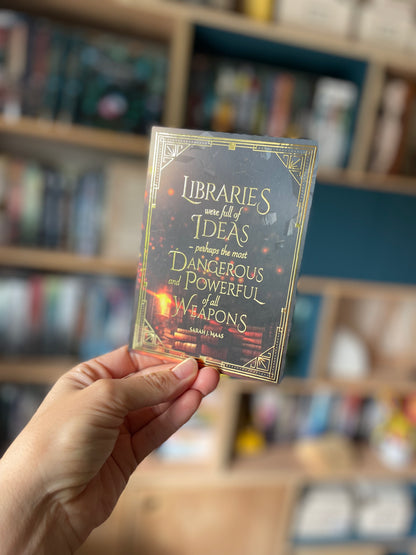 LIBRARIES
were full of
IDEAS
- perhaps the most
DANGEROUS
and POWERFUL
of all
WEAPONS
SARAH J. MAAS